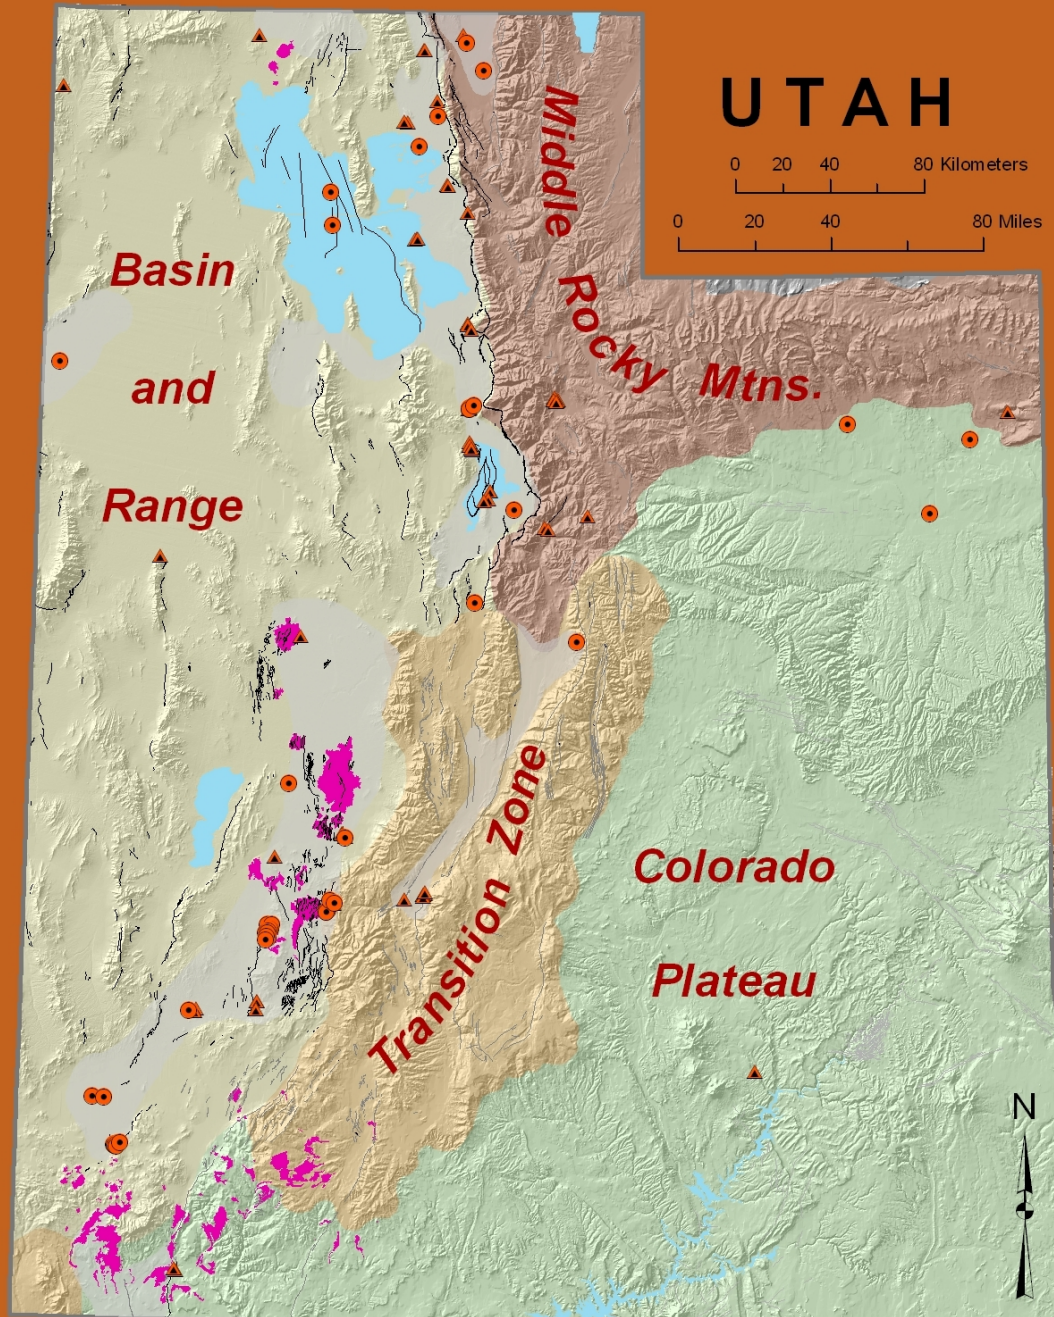 UTAH
0 20 40 80 Kilometers
0 20 40 80 Miles
Middle
Rocky Mtns.
Basin
and
Range
Transition Zone
Colorado
Plateau
N